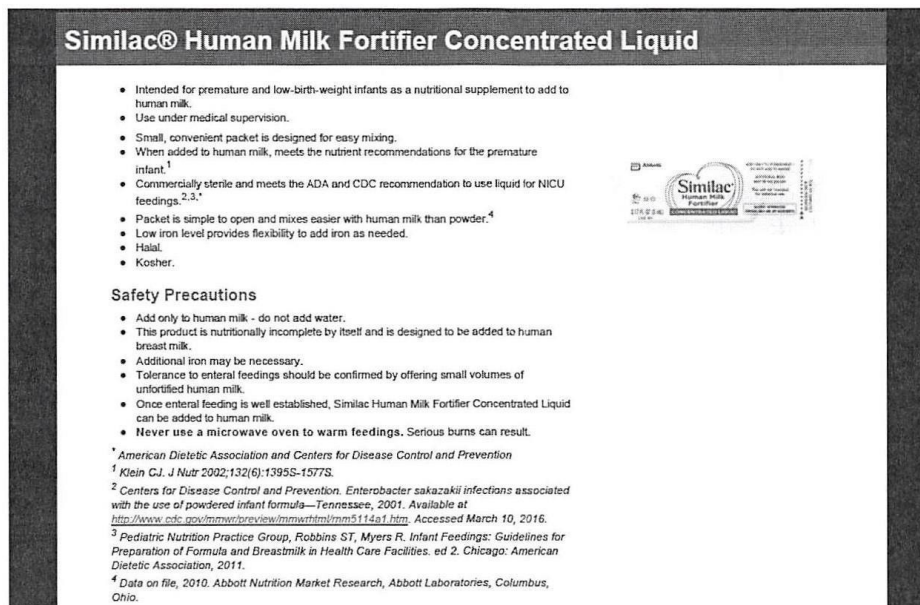 Similac® Human Milk Fortifier Concentrated Liquid
• Intended for premature and low-birth-weight infants as a nutritional supplement to add to
human milk.
• Use under medical supervision.
• Small, convenient packet is designed for easy mixing.
• When added to human milk, meets the nutrient recommendations for the premature
infant.1
• Commercially sterile and meets the ADA and CDC recommendation to use liquid for NICU
feedings.2,3,*
• Packet is simple to open and mixes easier with human milk than powder.4
• Low iron level provides flexibility to add iron as needed.
• Halal.
• Kosher.
Abbott
Similac
Human Milk
Fortifier
CONCENTRATED LIQUID
Safety Precautions
• Add only to human milk - do not add water.
• This product is nutritionally incomplete by itself and is designed to be added to human
breast milk.
• Additional iron may be necessary.
• Tolerance to enteral feedings should be confirmed by offering small volumes of
unfortified human milk.
• Once enteral feeding is well established, Similac Human Milk Fortifier Concentrated Liquid
can be added to human milk.
• Never use a microwave oven to warm feedings. Serious burns can result.
* American Dietetic Association and Centers for Disease Control and Prevention
1 Klein CJ. J Nutr 2002;132(6):1395S-1577S.
2 Centers for Disease Control and Prevention. Enterobacter sakazakii infections associated
with the use of powdered infant formula—Tennessee, 2001. Available at
http://www.cdc.gov/mmwr/preview/mmwrhtml/mm5114a1.htm. Accessed March 10, 2016.
3 Pediatric Nutrition Practice Group, Robbins ST, Myers R. Infant Feedings: Guidelines for
Preparation of Formula and Breastmilk in Health Care Facilities. ed 2. Chicago: American
Dietetic Association, 2011.
4 Data on file, 2010. Abbott Nutrition Market Research, Abbott Laboratories, Columbus,
Ohio.